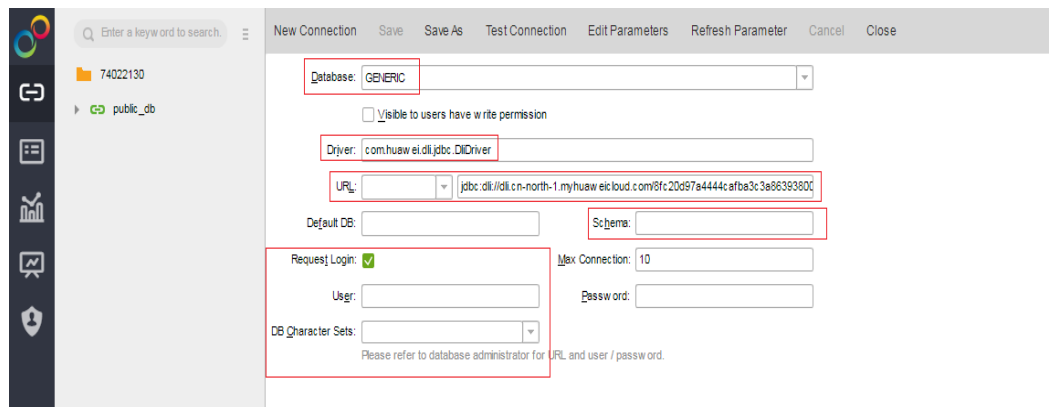 Enter a keyword to search.
New Connection Save Save As Test Connection Edit Parameters Refresh Parameter Cancel Close
74022130
public_db
Database: GENERIC
Visible to users have write permission
Driver: com.huawei.dli.jdbc.DliDriver
URL: jdbc:dli://dli.cn-north-1.myhuaweicloud.com/8fc20d97a4444cafba3c3a86393800
Default DB: Schema:
Request Login: Max Connection: 10
User: Password:
DB Character Sets:
Please refer to database administrator for URL and user / password.